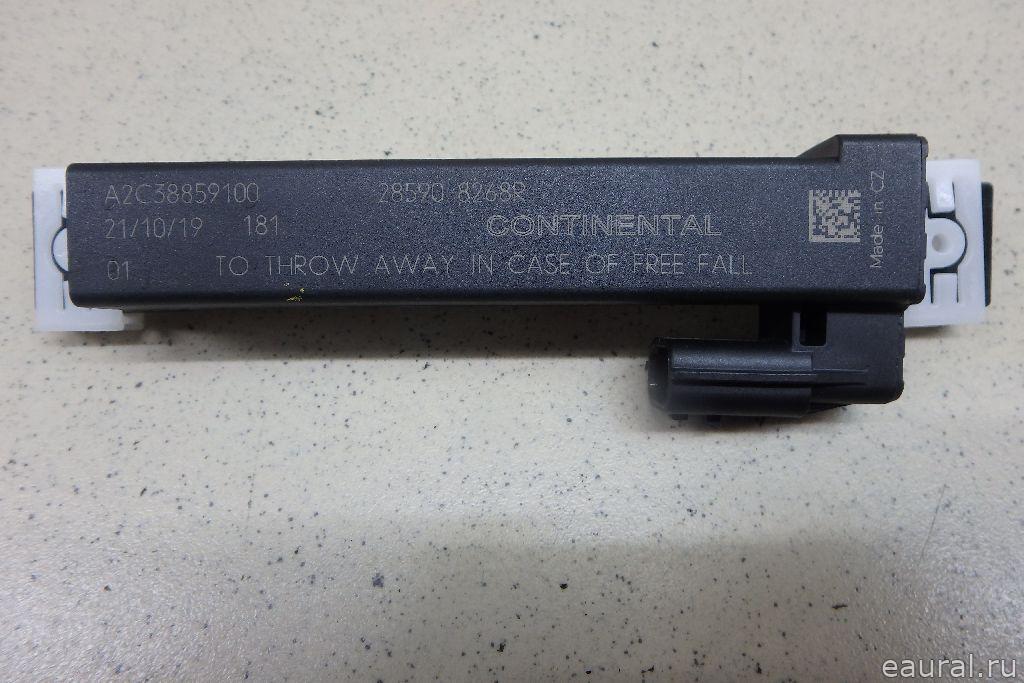 A2C38859100 28590 8268R
21/10/19 181 CONTINENTAL
01 TO THROW AWAY IN CASE OF FREE FALL
Made in CZ
eaural.ru